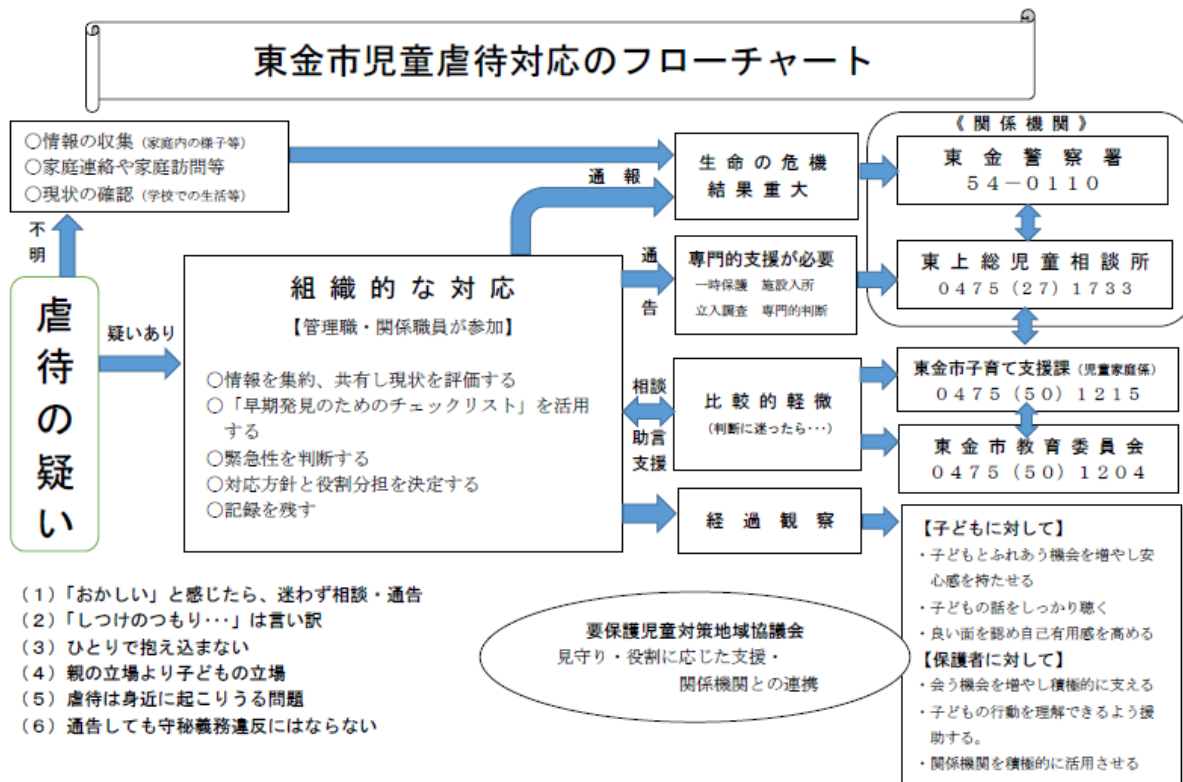 東金市児童虐待対応のフローチャート
○情報の収集（家庭内の様子等）
○家庭連絡や家庭訪問等
○現状の確認（学校での生活等）
不明
虐待の疑い
疑いあり
組織的な対応
【管理職・関係職員が参加】
○情報を集約、共有し現状を評価する
○「早期発見のためのチェックリスト」を活用
する
○緊急性を判断する
○対応方針と役割分担を決定する
○記録を残す
通報
生命の危機
結果重大
通告
専門的支援が必要
一時保護　施設入所
立入調査　専門的判断
相談
助言
支援
比較的軽微
（判断に迷ったら･･･）
経過観察
《関係機関》
東金警察署
５４－０１１０
東上総児童相談所
０４７５（２７）１７３３
東金市子育て支援課（児童家庭係）
０４７５（５０）１２１５
東金市教育委員会
０４７５（５０）１２０４
【子どもに対して】
・子どもとふれあう機会を増やし安
心感を持たせる
・子どもの話をしっかり聴く
・良い面を認め自己有用感を高める
【保護者に対して】
・会う機会を増やし積極的に支える
・子どもの行動を理解できるよう援
助する。
・関係機関を積極的に活用させる
（１）「おかしい」と感じたら、迷わず相談・通告
（２）「しつけのつもり･･･」は言い訳
（３）ひとりで抱え込まない
（４）親の立場より子どもの立場
（５）虐待は身近に起こりうる問題
（６）通告しても守秘義務違反にはならない
要保護児童対策地域協議会
見守り・役割に応じた支援・
関係機関との連携